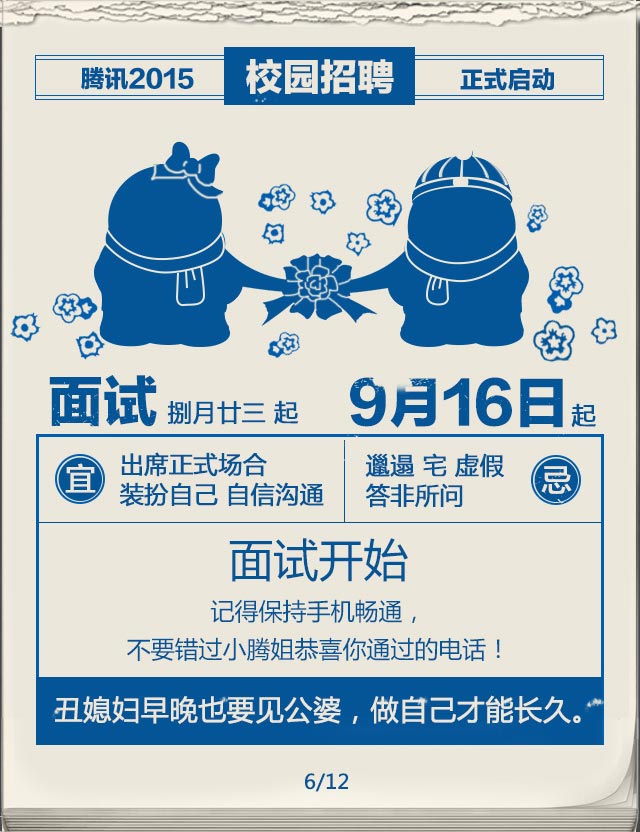 腾讯2015 校园招聘 正式启动
面试 捌月廿三 起 9月16日 起
宜 出席正式场合
装扮自己 自信沟通
邋遢 宅 虚假 忌
答非所问
面试开始
记得保持手机畅通，
不要错过小腾姐恭喜你通过的电话！
丑媳妇早晚也要见公婆，做自己才能长久。
6/12